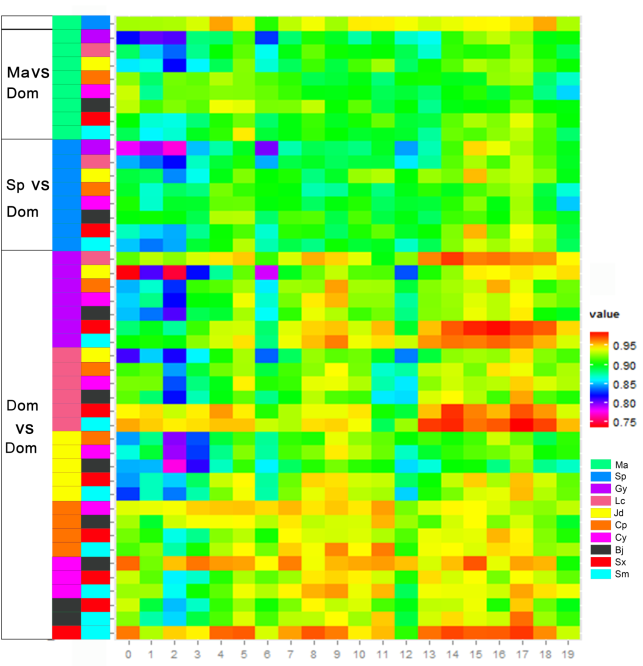 Mavs
Dom
Sp vs
Dom
Dom
vs
Dom
value
0.95
0.90
0.85
0.80
0.75
Ma
Sp
Gy
Lc
Jd
Cp
Cy
Bj
Sx
Sm
0 1 2 3 4 5 6 7 8 9 10 11 12 13 14 15 16 17 18 19